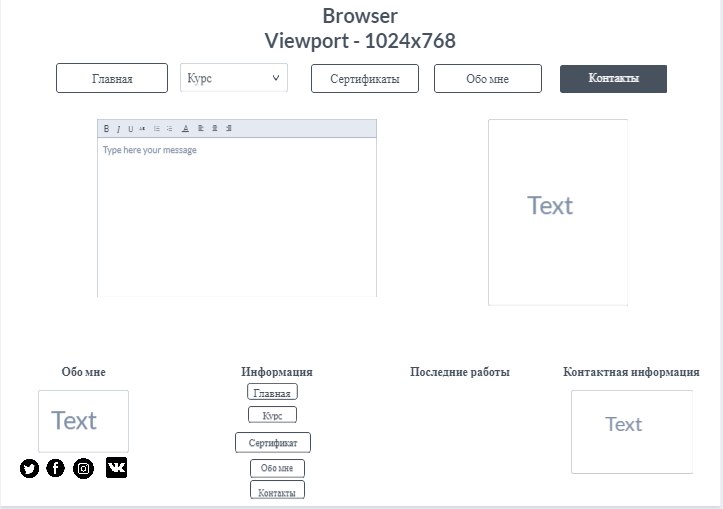 Browser
Viewport - 1024x768
Главная
Курс
Сертификаты
Обо мне
Контакты
B I U
Type here your message
Text
Обо мне
Информация
Последние работы
Контактная информация
Text
Главная
Курс
Сертификат
Обо мне
Контакты
Text